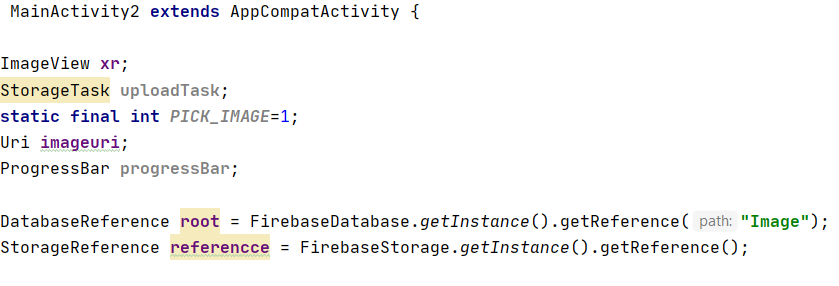 MainActivity2 extends AppCompatActivity {
ImageView xr;
StorageTask uploadTask;
static final int PICK_IMAGE=1;
Uri imageuri;
ProgressBar progressBar;
DatabaseReference root = FirebaseDatabase.getInstance().getReference( path: "Image");
StorageReference referencce = FirebaseStorage.getInstance().getReference();